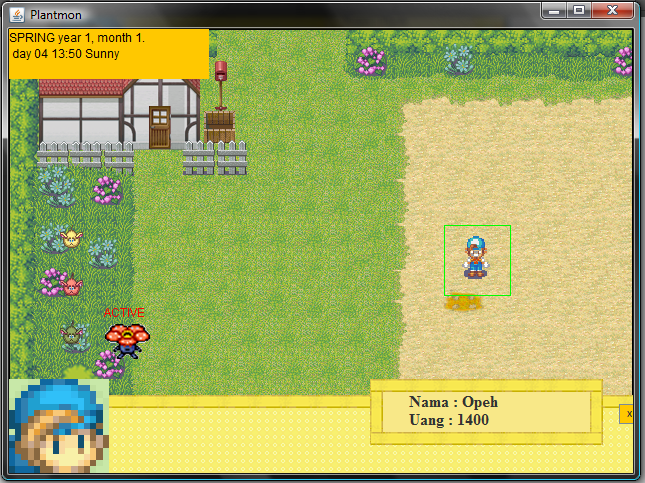 Plantmon
SPRING year 1, month 1.
day 04 13:50 Sunny
ACTIVE
Nama : Opeh
Uang : 1400
x